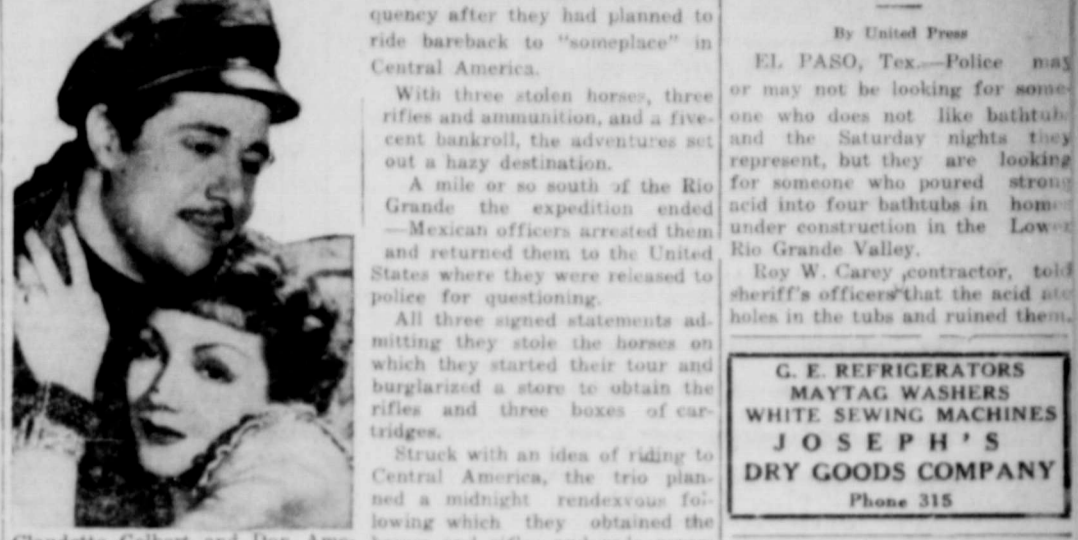 quency after they had planned to
ride bareback to "someplace" in
Central America.
With three stolen horses, three
rifles and ammunition, and a five-
cent bankroll, the adventures set
out a hazy destination.
A mile or so south of the Rio
Grande the expedition ended
—Mexican officers arrested them
and returned them to the United
States where they were released to
police for questioning.
All three signed statements ad-
mitting they stole the horses on
which they started their tour and
burglarized a store to obtain the
rifles and three boxes of car-
tridges.
Struck with an idea of riding to
Central America, the trio plan-
ned a midnight rendexvous fol-
lowing which they obtained the
By United Press
EL PASO, Tex.—Police may
or may not be looking for some-
one who does not like bathtubs
and the Saturday nights they
represent, but they are looking
for someone who poured strong
acid into four bathtubs in homes
under construction in the Lower
Rio Grande Valley.
Roy W. Carey ,contractor, told
sheriff's officers that the acid ate
holes in the tubs and ruined them.
G. E. REFRIGERATORS
MAYTAG WASHERS
WHITE SEWING MACHINES
JOSEPH'S
DRY GOODS COMPANY
Phone 315